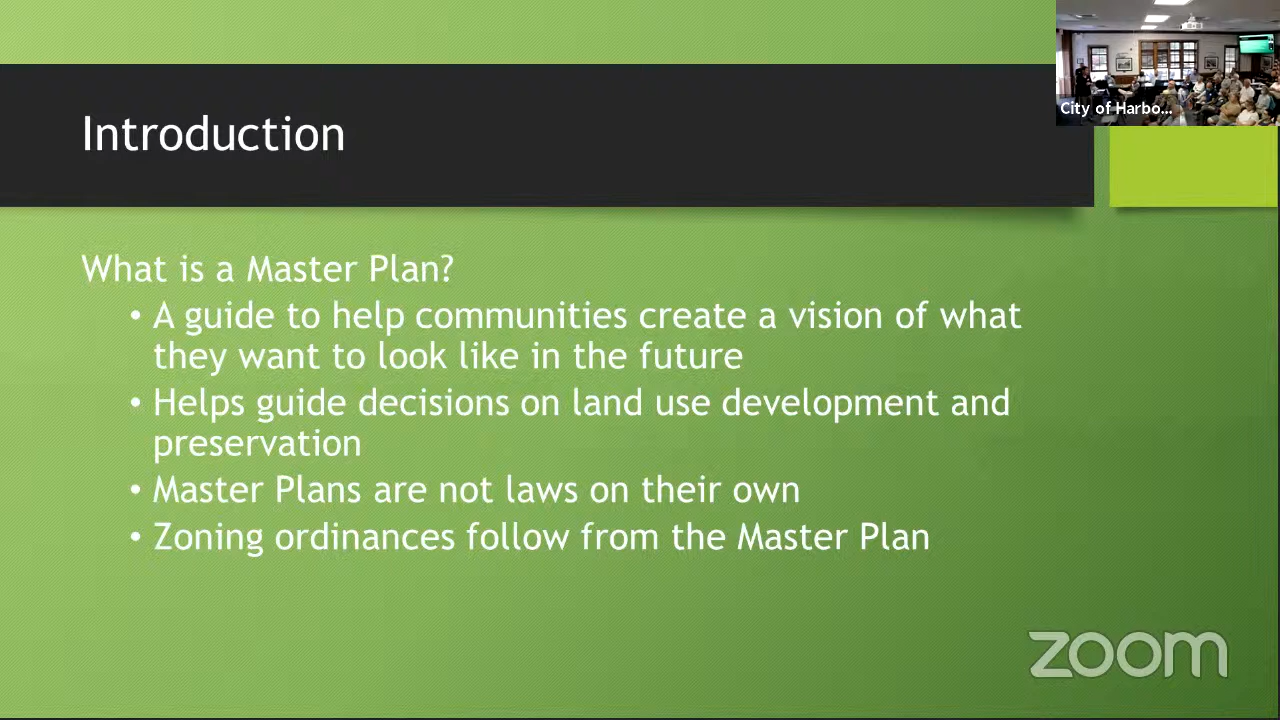 City of Harbo...
Introduction
What is a Master Plan?
• A guide to help communities create a vision of what
they want to look like in the future
• Helps guide decisions on land use development and
preservation
• Master Plans are not laws on their own
• Zoning ordinances follow from the Master Plan
zoom